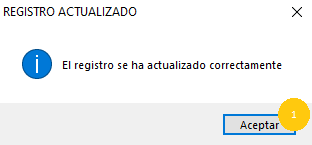 REGISTRO ACTUALIZADO
El registro se ha actualizado correctamente
1
Aceptar